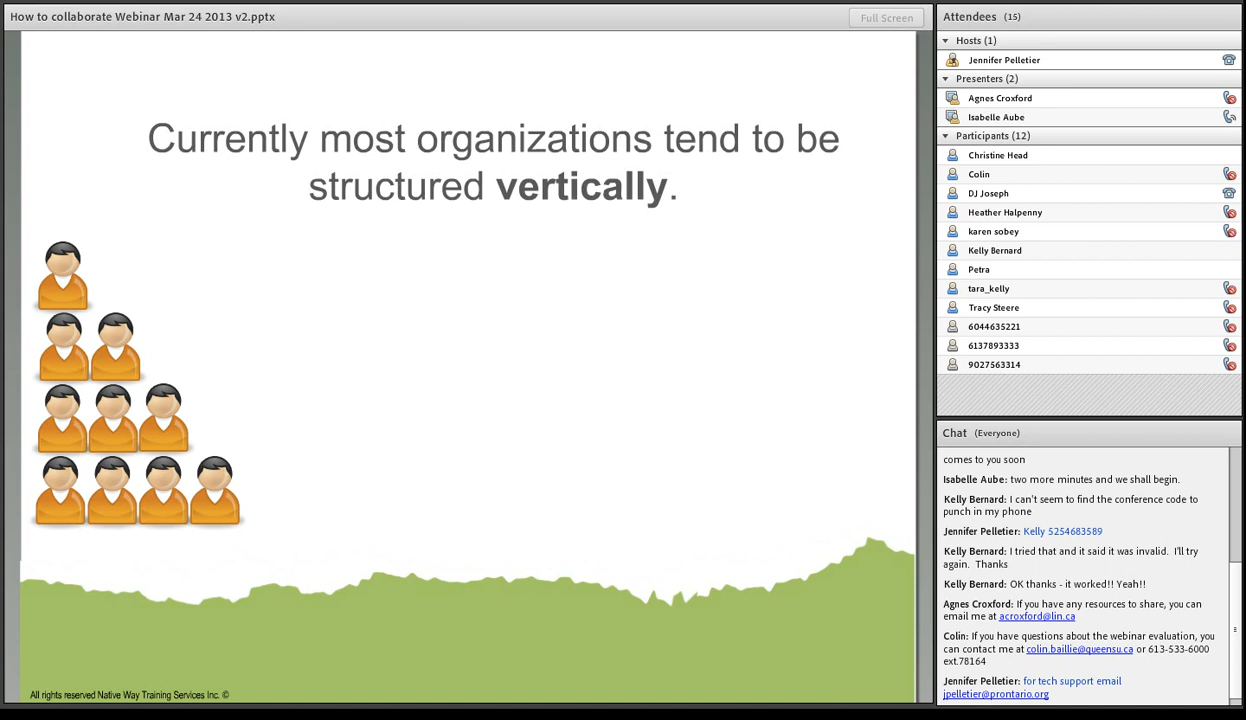 How to collaborate Webinar Mar 24 2013 v2.pptx
Full Screen
Currently most organizations tend to be
structured vertically.
All rights reserved Native Way Training Services Inc. ©
Attendees (15)
Hosts (1)
Jennifer Pelletier
Presenters (2)
Agnes Croxford
Isabelle Aube
Participants (12)
Christine Head
Colin
DJ Joseph
Heather Halpenny
karen sobey
Kelly Bernard
Petra
tara_kelly
Tracy Steere
6044635221
6137893333
9027563314
Chat (Everyone)
comes to you soon
Isabelle Aube: two more minutes and we shall begin.
Kelly Bernard: I can't seem to find the conference code to
punch in my phone
Jennifer Pelletier: Kelly 5254683589
Kelly Bernard: I tried that and it said it was invalid. I'll try
again. Thanks
Kelly Bernard: OK thanks - it worked!! Yeah!!
Agnes Croxford: If you have any resources to share, you can
email me at acroxford@lin.ca
Colin: If you have questions about the webinar evaluation, you
can contact me at colin.baillie@queensu.ca or 613-533-6000
ext.78164
Jennifer Pelletier: for tech support email
jpelletier@prontario.org